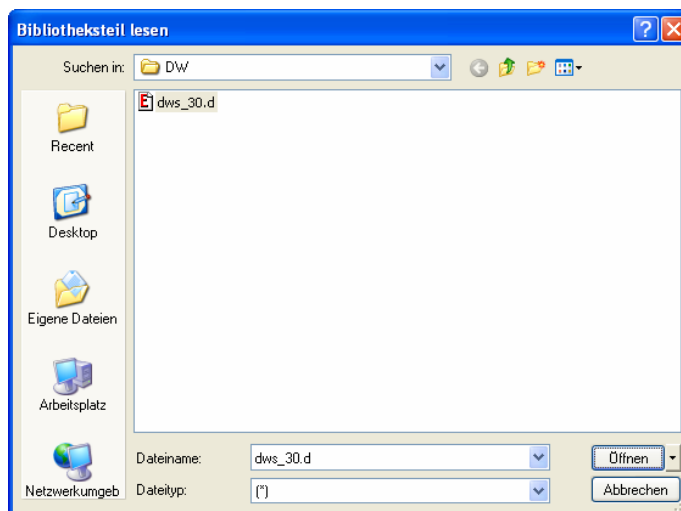 Bibliotheksteil lesen
Suchen in: DW
dws_30.d
Recent
Desktop
Eigene Dateien
Arbeitsplatz
Netzwerkumgeb
Dateiname: dws_30.d Öffnen
Dateityp: (*) Abbrechen